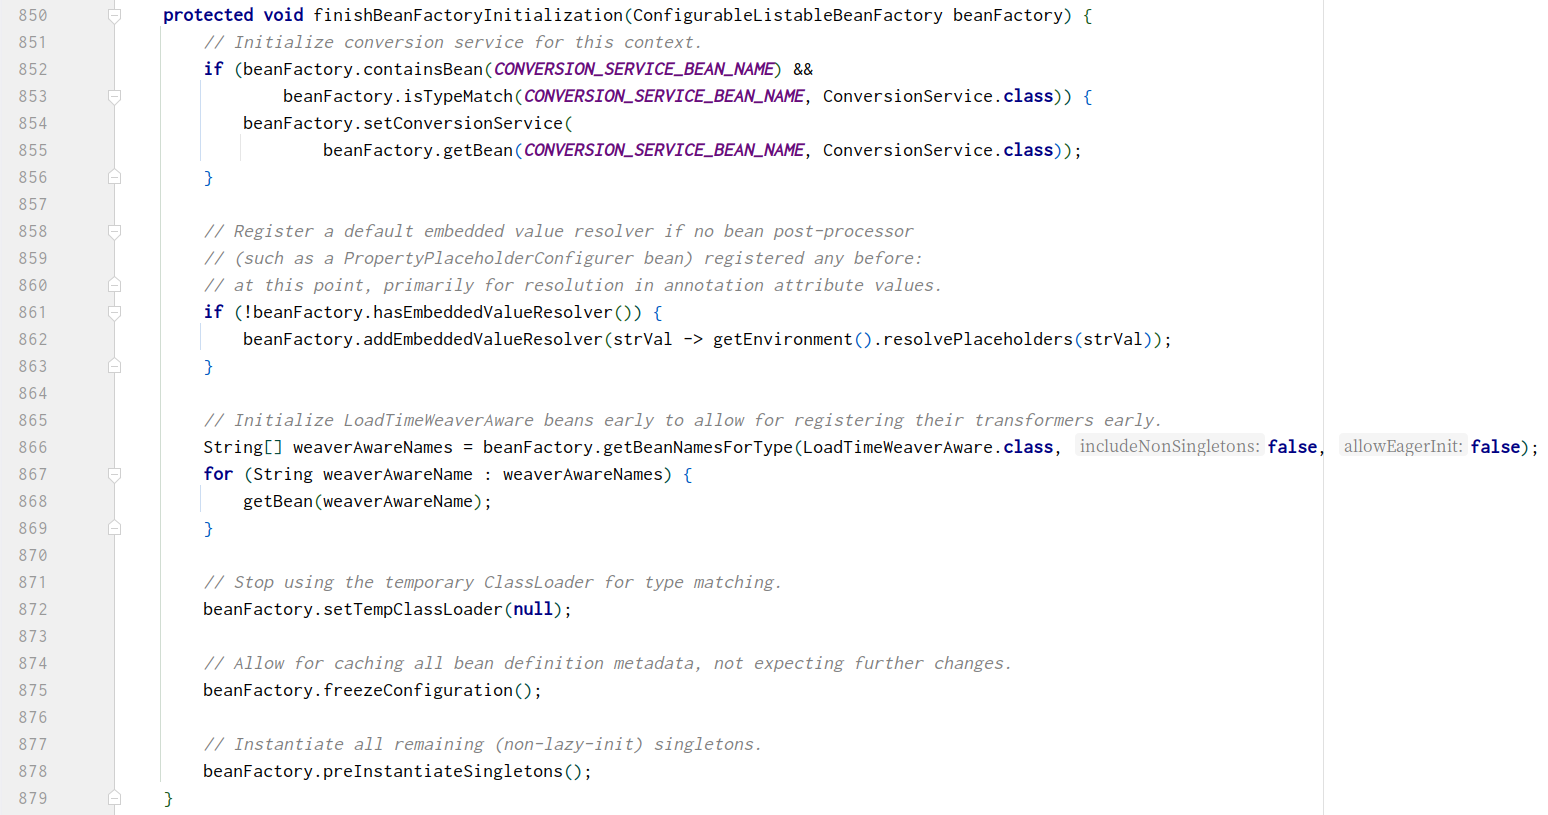 850 protected void finishBeanFactoryInitialization(ConfigurableListableBeanFactory beanFactory) {
851 // Initialize conversion service for this context.
852 if (beanFactory.containsBean(CONVERSION_SERVICE_BEAN_NAME) &&
853 beanFactory.isTypeMatch(CONVERSION_SERVICE_BEAN_NAME, ConversionService.class)) {
854 beanFactory.setConversionService(
855 beanFactory.getBean(CONVERSION_SERVICE_BEAN_NAME, ConversionService.class));
856 }
857
858 // Register a default embedded value resolver if no bean post-processor
859 // (such as a PropertyPlaceholderConfigurer bean) registered any before:
860 // at this point, primarily for resolution in annotation attribute values.
861 if (!beanFactory.hasEmbeddedValueResolver()) {
862 beanFactory.addEmbeddedValueResolver(strVal -> getEnvironment().resolvePlaceholders(strVal));
863 }
864
865 // Initialize LoadTimeWeaverAware beans early to allow for registering their transformers early.
866 String[] weaverAwareNames = beanFactory.getBeanNamesForType(LoadTimeWeaverAware.class, includeNonSingletons: false, allowEagerInit: false);
867 for (String weaverAwareName : weaverAwareNames) {
868 getBean(weaverAwareName);
869 }
870
871 // Stop using the temporary ClassLoader for type matching.
872 beanFactory.setTempClassLoader(null);
873
874 // Allow for caching all bean definition metadata, not expecting further changes.
875 beanFactory.freezeConfiguration();
876
877 // Instantiate all remaining (non-lazy-init) singletons.
878 beanFactory.preInstantiateSingletons();
879 }